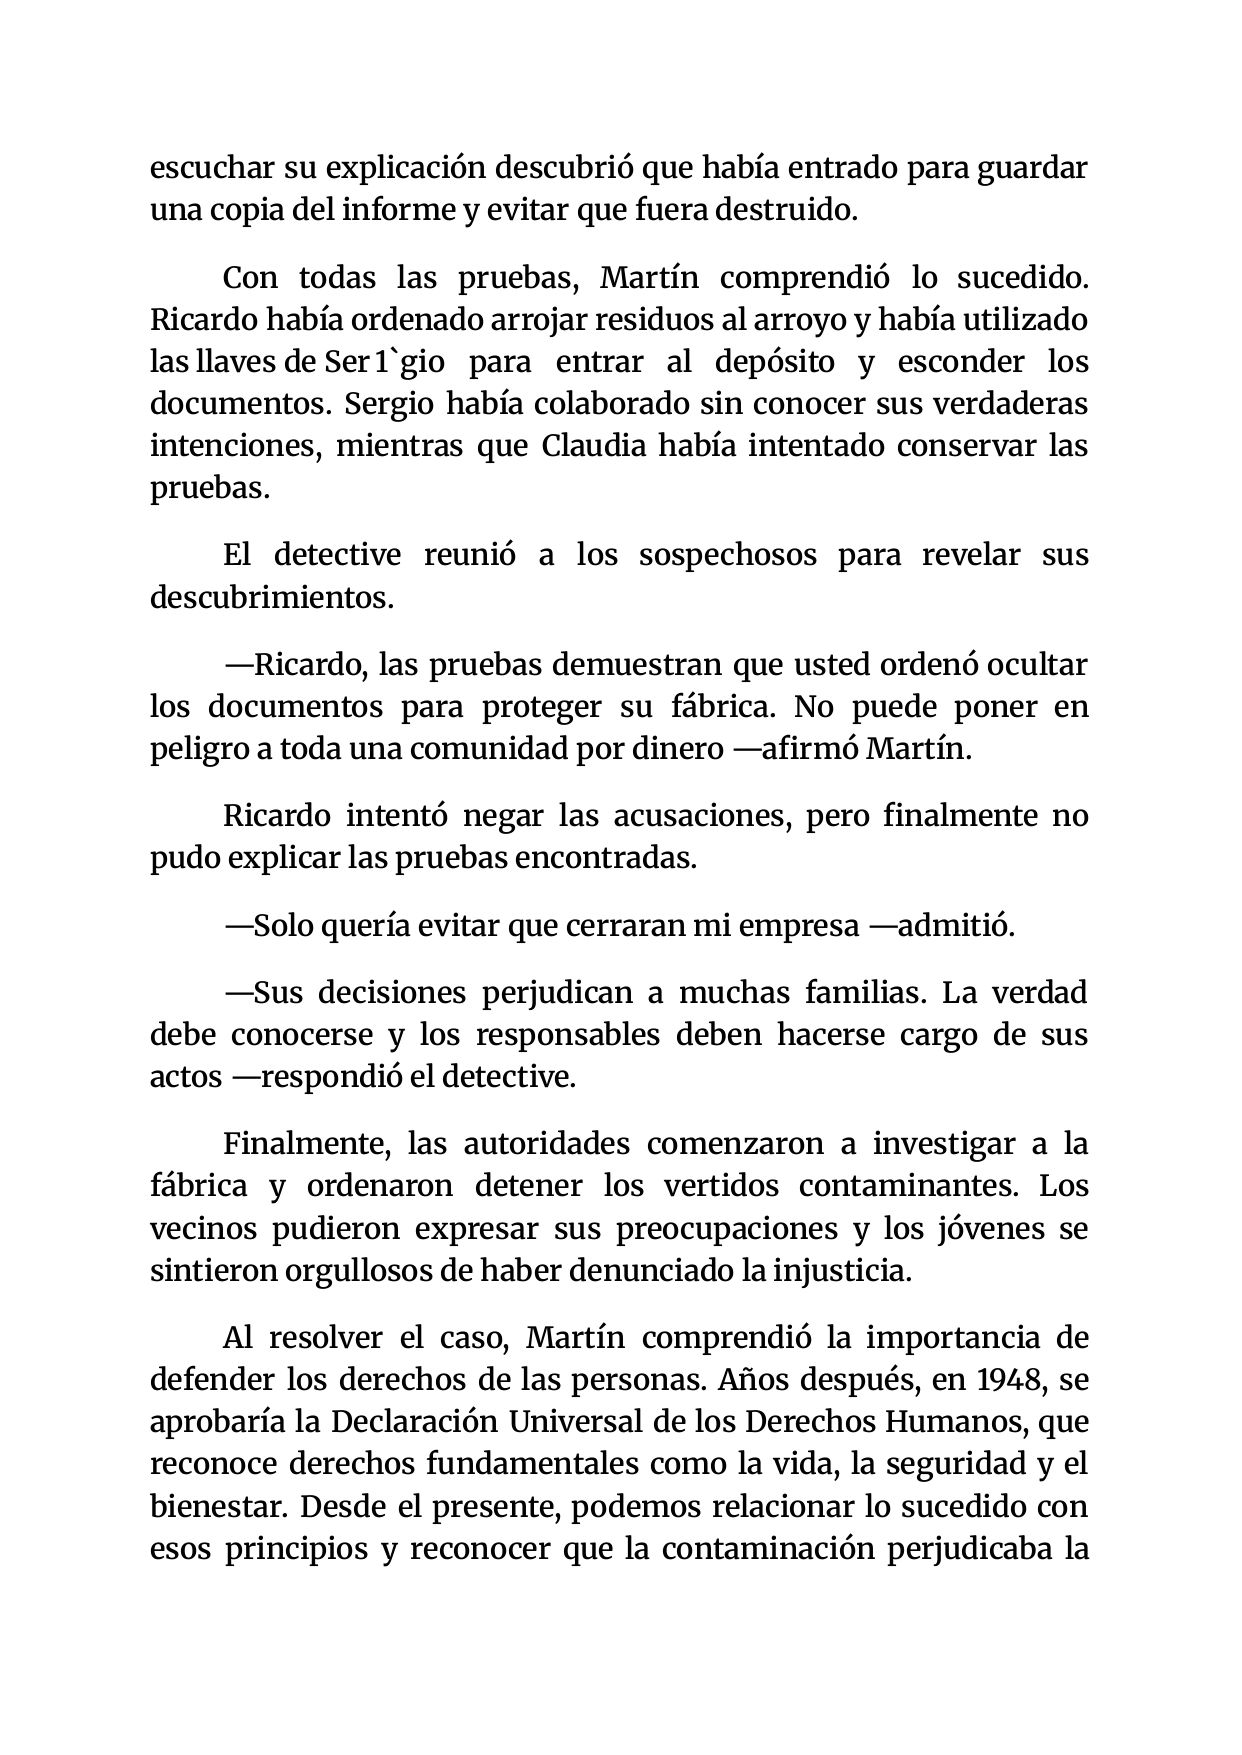 escuchar su explicación descubrió que había entrado para guardar
una copia del informe y evitar que fuera destruido.
Con todas las pruebas, Martín comprendió lo sucedido.
Ricardo había ordenado arrojar residuos al arroyo y había utilizado
las llaves de Ser 1`gio para entrar al depósito y esconder los
documentos. Sergio había colaborado sin conocer sus verdaderas
intenciones, mientras que Claudia había intentado conservar las
pruebas.
El detective reunió a los sospechosos para revelar sus
descubrimientos.
—Ricardo, las pruebas demuestran que usted ordenó ocultar
los documentos para proteger su fábrica. No puede poner en
peligro a toda una comunidad por dinero —afirmó Martín.
Ricardo intentó negar las acusaciones, pero finalmente no
pudo explicar las pruebas encontradas.
—Solo quería evitar que cerraran mi empresa —admitió.
—Sus decisiones perjudican a muchas familias. La verdad
debe conocerse y los responsables deben hacerse cargo de sus
actos —respondió el detective.
Finalmente, las autoridades comenzaron a investigar a la
fábrica y ordenaron detener los vertidos contaminantes. Los
vecinos pudieron expresar sus preocupaciones y los jóvenes se
sintieron orgullosos de haber denunciado la injusticia.
Al resolver el caso, Martín comprendió la importancia de
defender los derechos de las personas. Años después, en 1948, se
aprobaría la Declaración Universal de los Derechos Humanos, que
reconoce derechos fundamentales como la vida, la seguridad y el
bienestar. Desde el presente, podemos relacionar lo sucedido con
esos principios y reconocer que la contaminación perjudicaba la